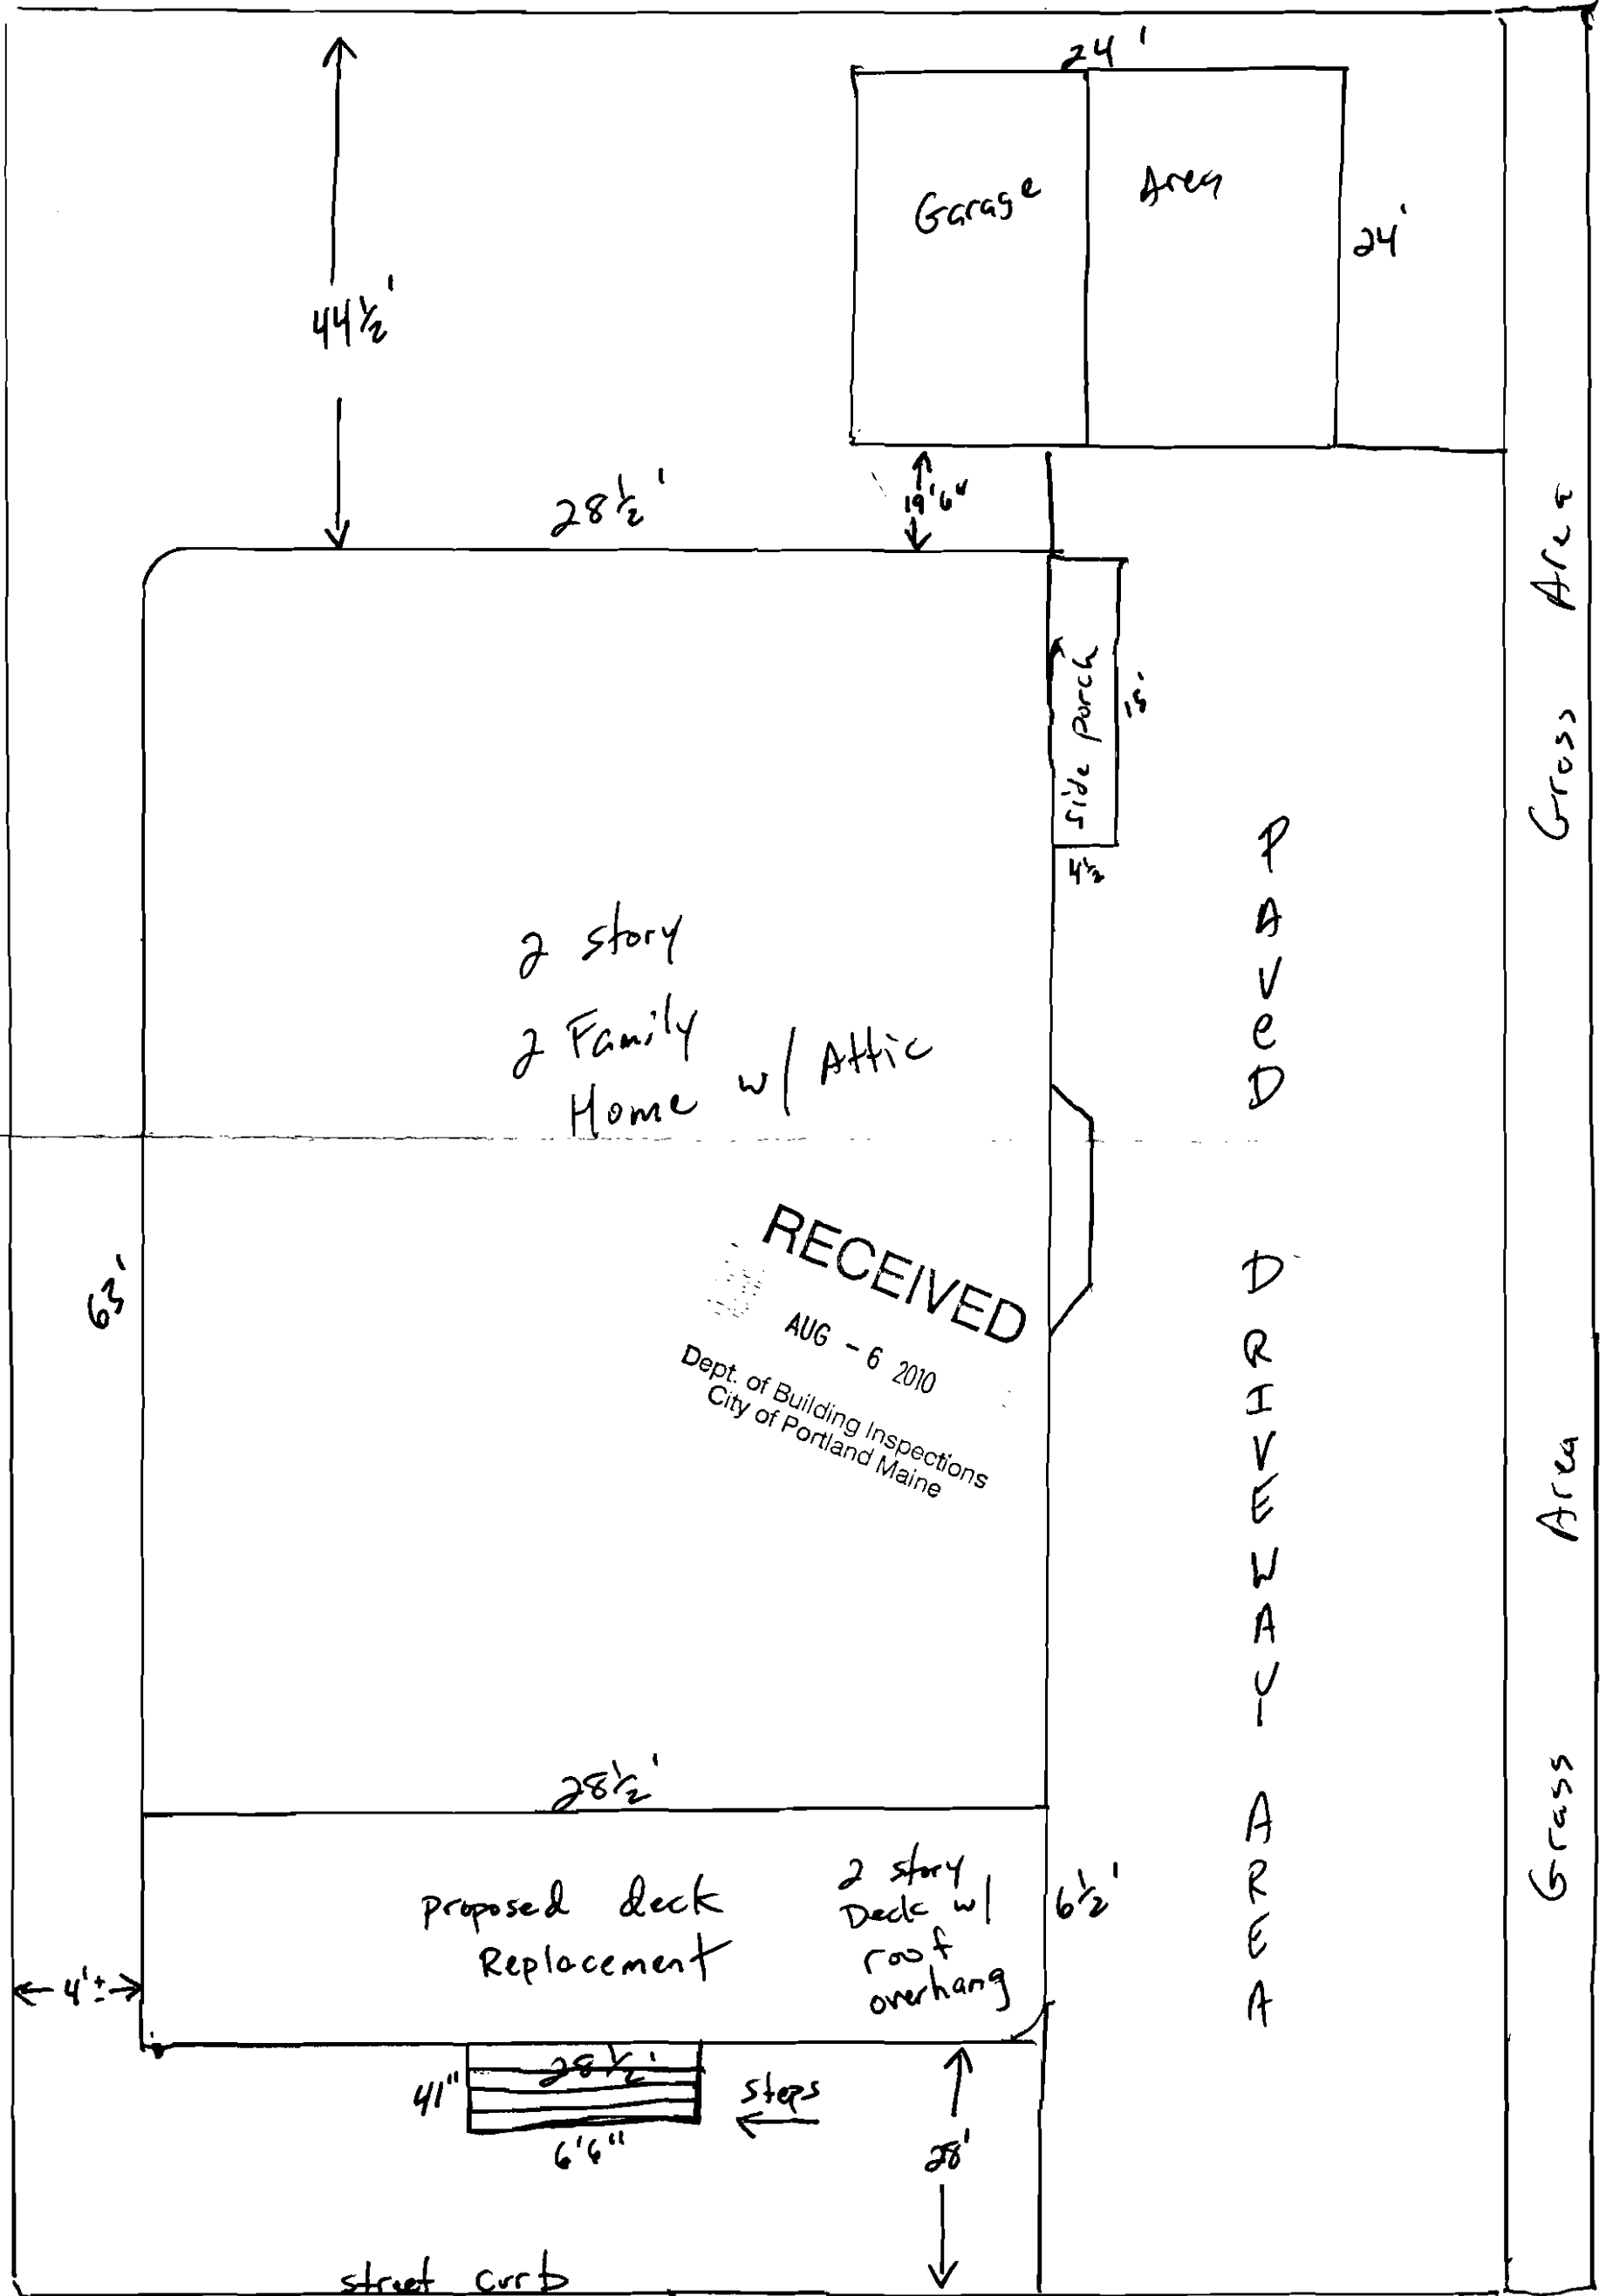 24'
Garage
Area
24'
44½'
28½'
19'6"
side porch
15'
4½
Grass Area
2 story
2 Family
Home w/ Attic
PAVeD DRIVEWAY AREA
63'
RECEIVED
AUG - 6 2010
Dept. of Building Inspections
City of Portland Maine
Grass Area
28½'
proposed deck
Replacement
2 story
Deck w/
roof
overhang
6½'
4'±
28½'
41"
steps
6'6"
28'
street curb